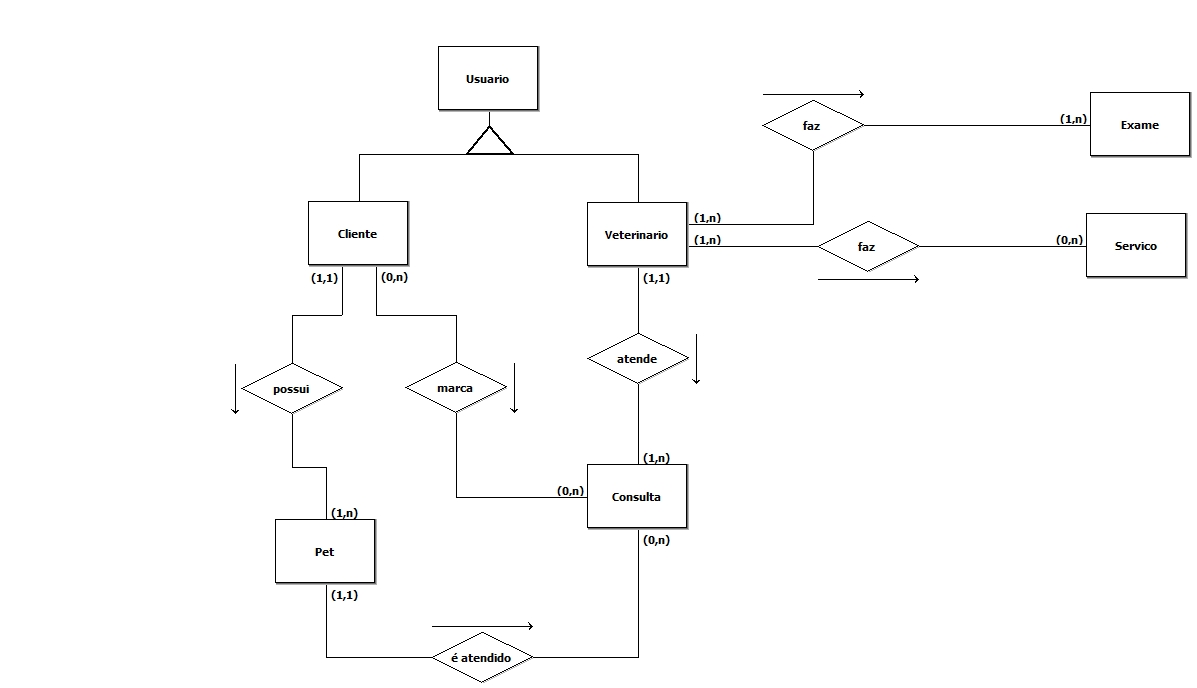 Usuario
faz
(1,n)
Exame
Cliente
Veterinario
(1,n)
(1,n)
faz
(0,n)
Servico
(1,1)
(0,n)
(1,1)
possui
marca
atende
(1,n)
(0,n)
Consulta
(1,n)
Pet
(0,n)
(1,1)
é atendido